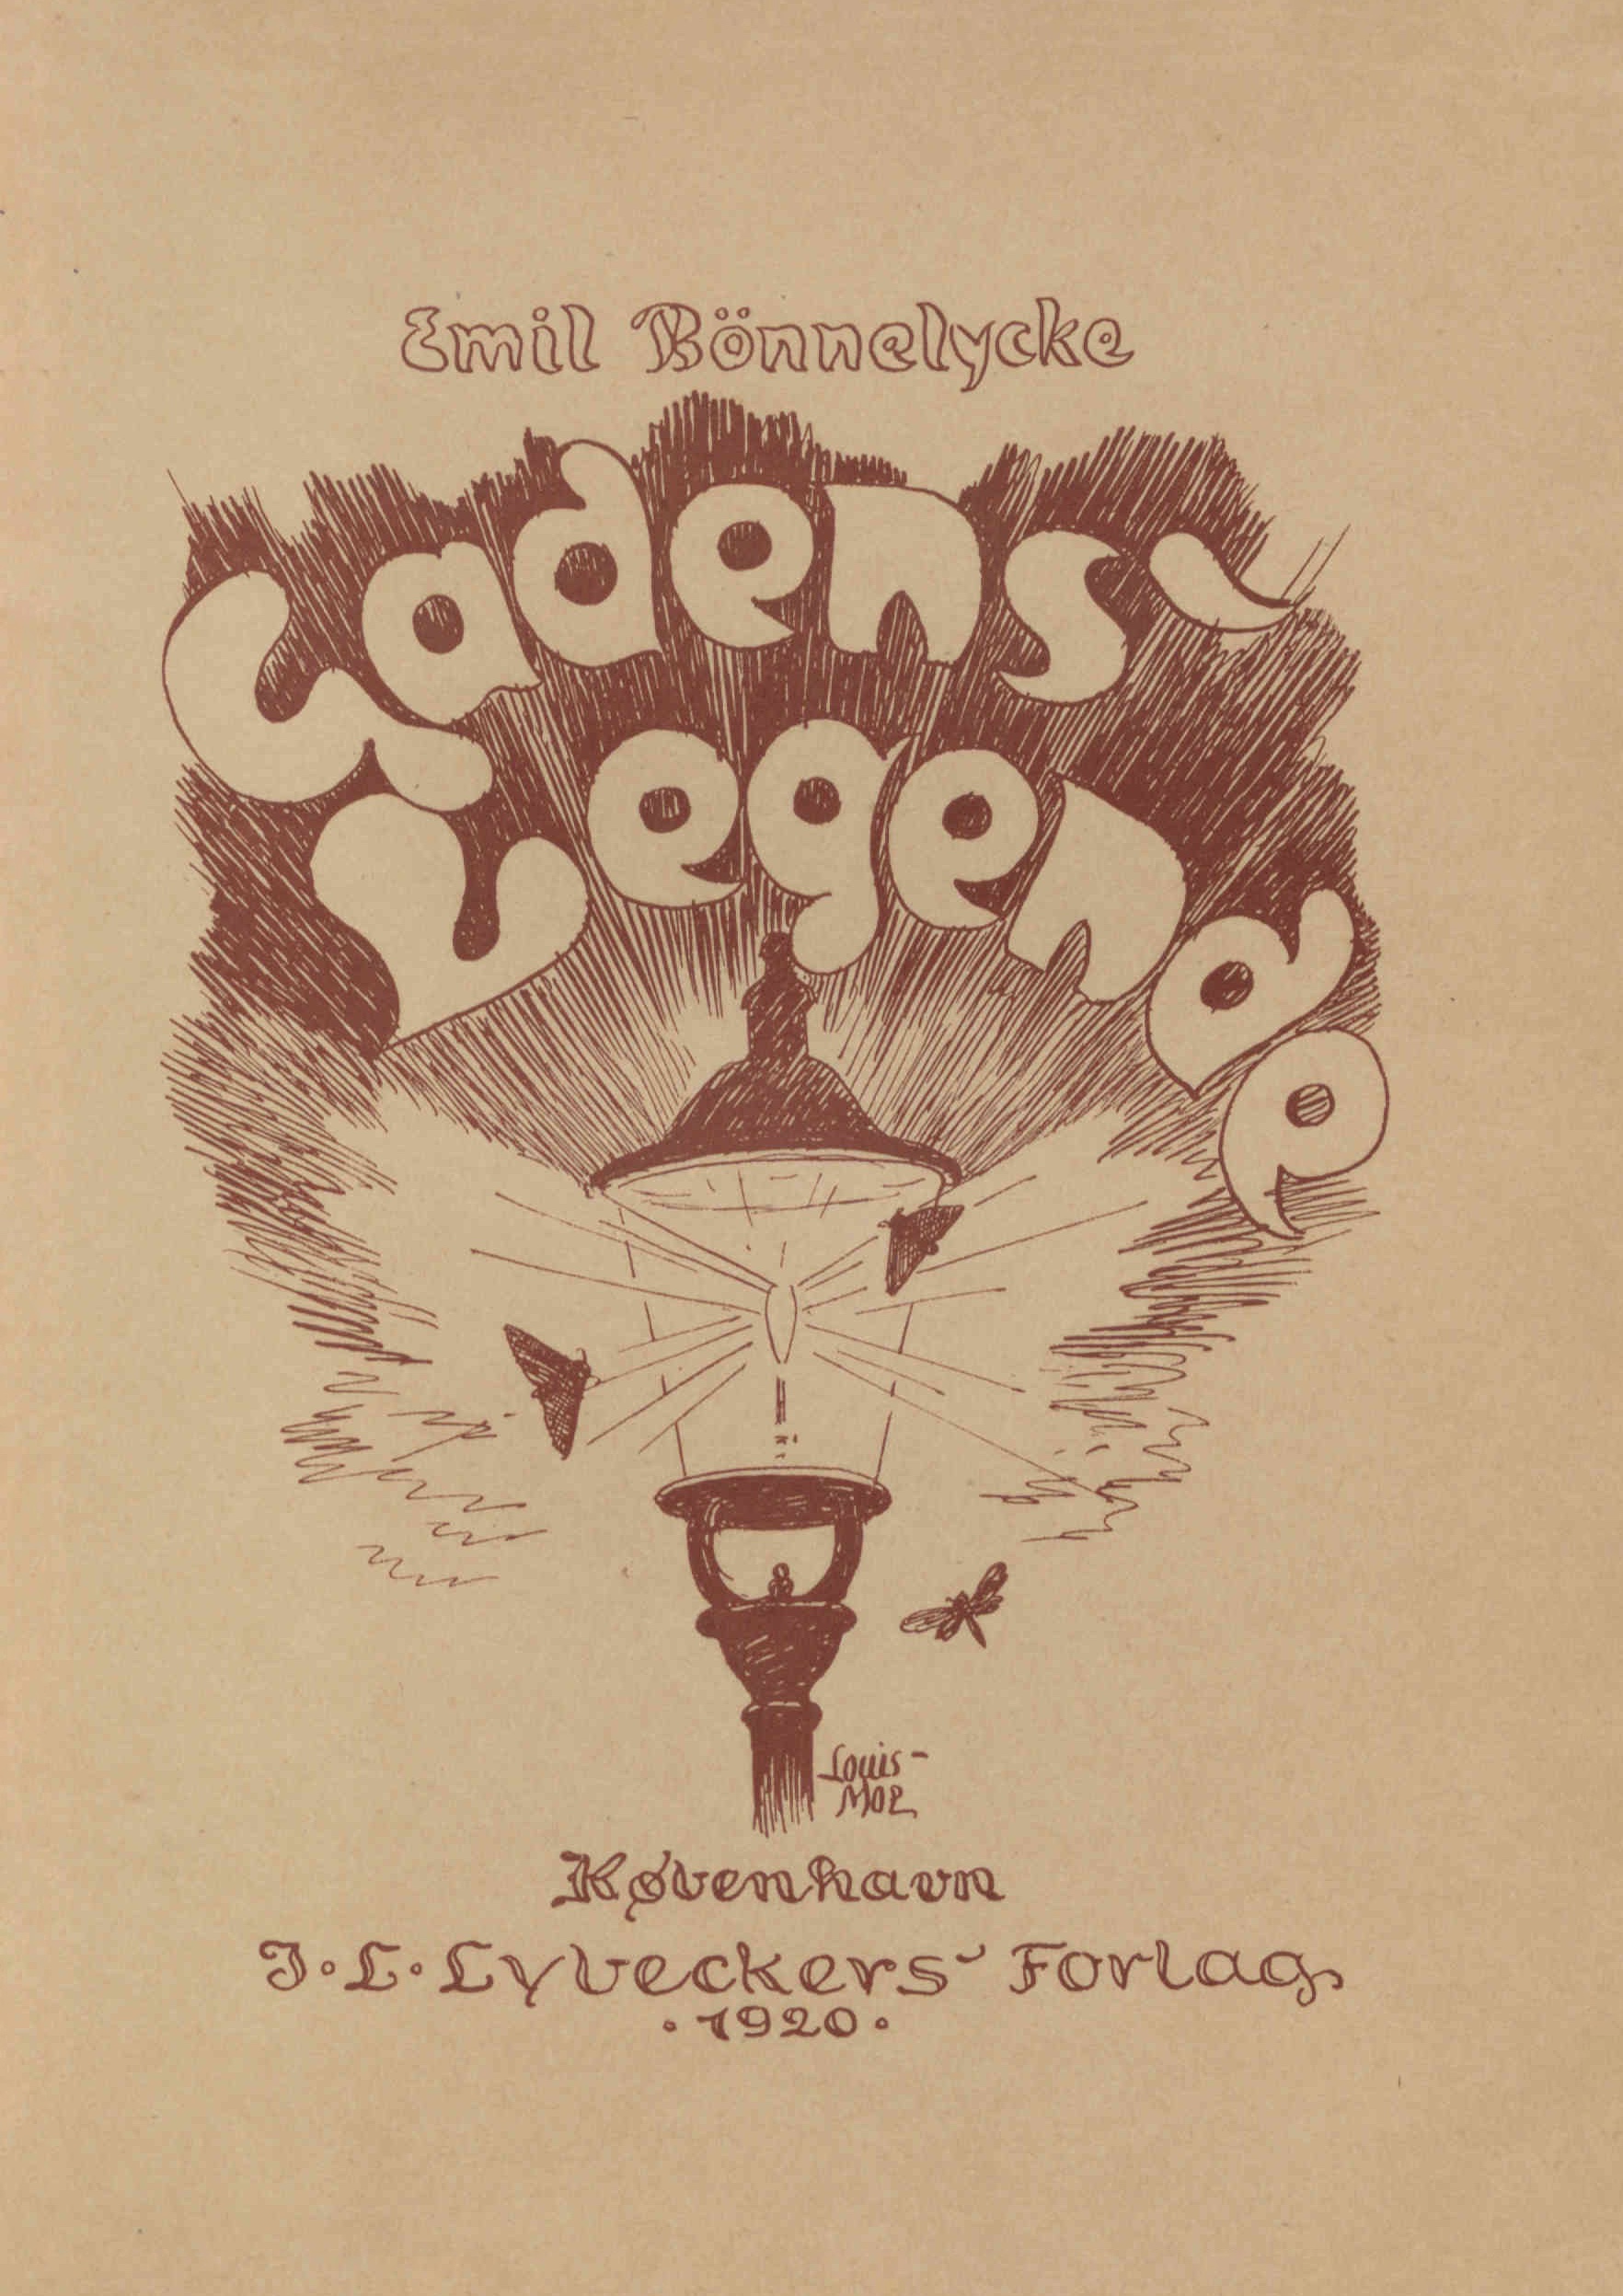 Emil Bönnelycke
Gadens
Legende
Louis-
Moe
København
J. L. Lybeckers Forlag
· 1920 ·